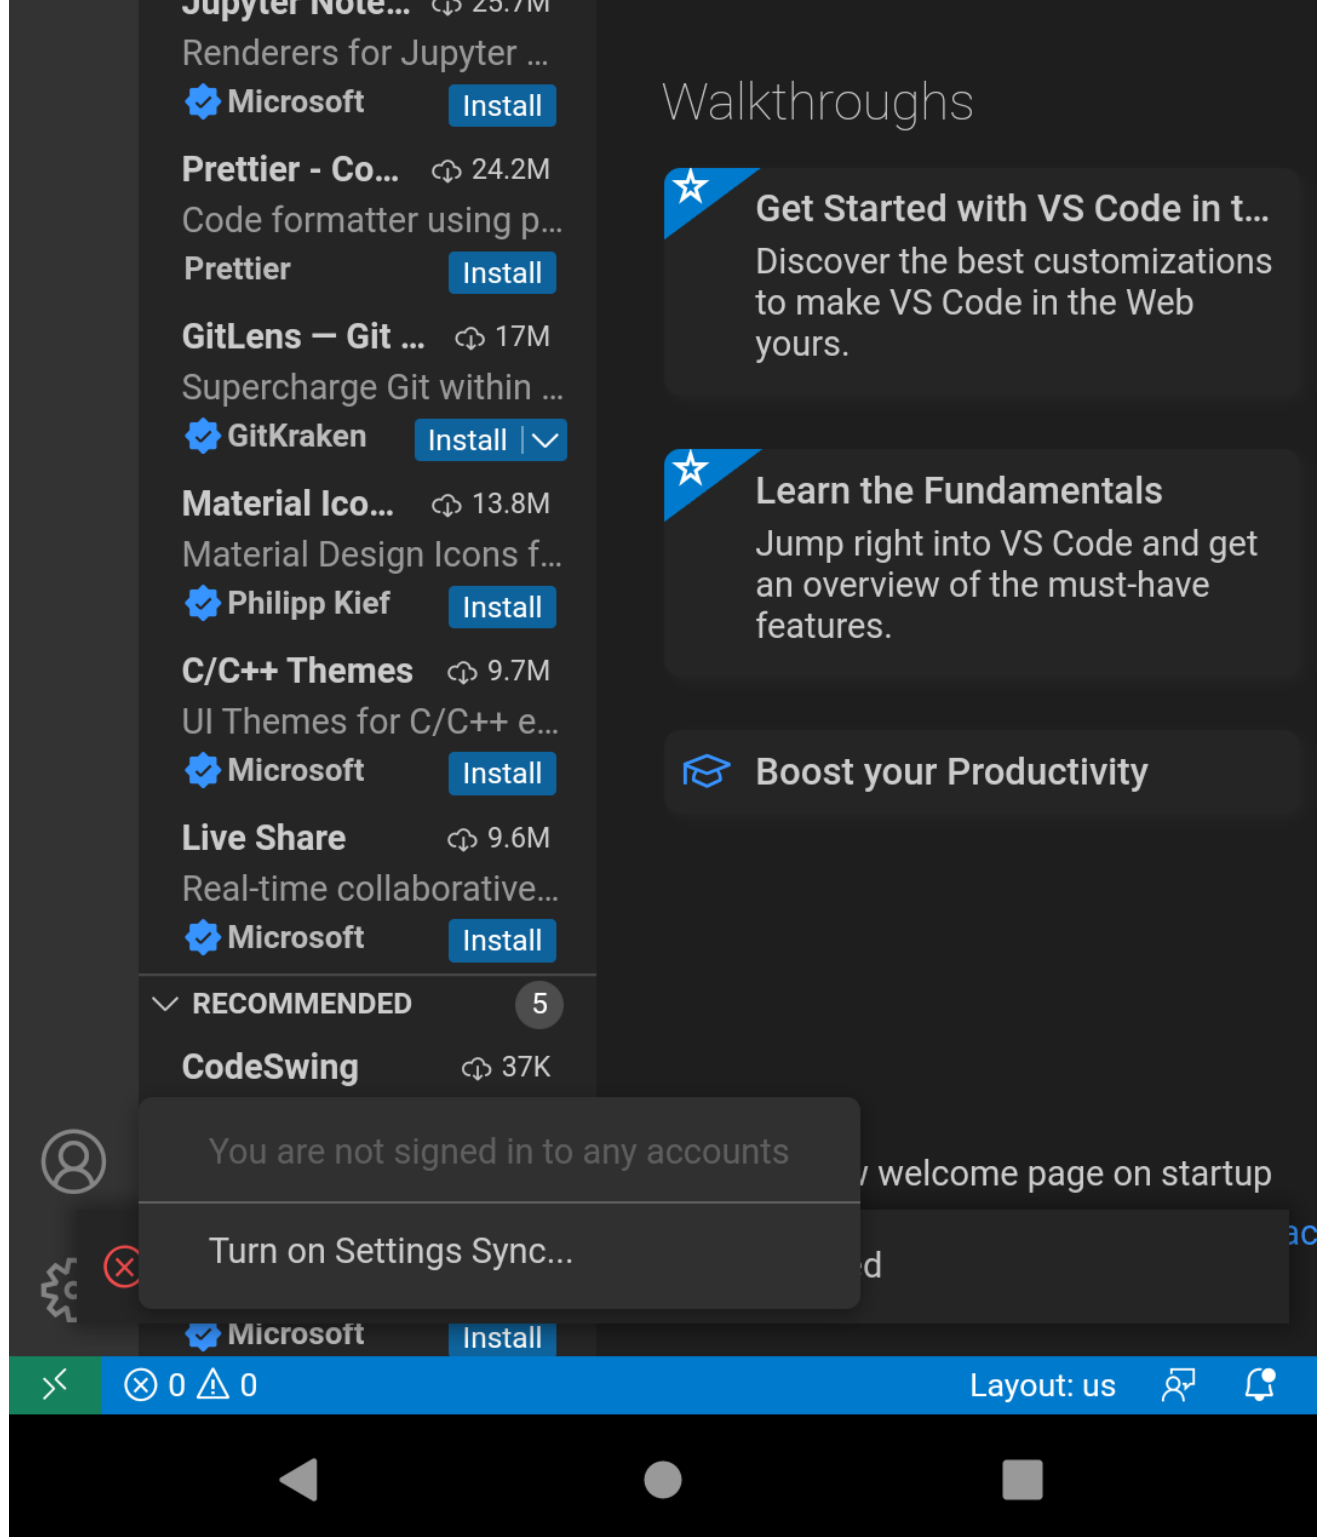 Jupyter Note... 25.7M
Renderers for Jupyter ...
Microsoft Install
Prettier - Co... 24.2M
Code formatter using p...
Prettier Install
GitLens — Git ... 17M
Supercharge Git within ...
GitKraken Install
Material Ico... 13.8M
Material Design Icons f...
Philipp Kief Install
C/C++ Themes 9.7M
UI Themes for C/C++ e...
Microsoft Install
Live Share 9.6M
Real-time collaborative...
Microsoft Install
RECOMMENDED 5
CodeSwing 37K
You are not signed in to any accounts
Turn on Settings Sync...
Microsoft Install
Walkthroughs
Get Started with VS Code in t...
Discover the best customizations
to make VS Code in the Web
yours.
Learn the Fundamentals
Jump right into VS Code and get
an overview of the must-have
features.
Boost your Productivity
welcome page on startup
0 0 Layout: us